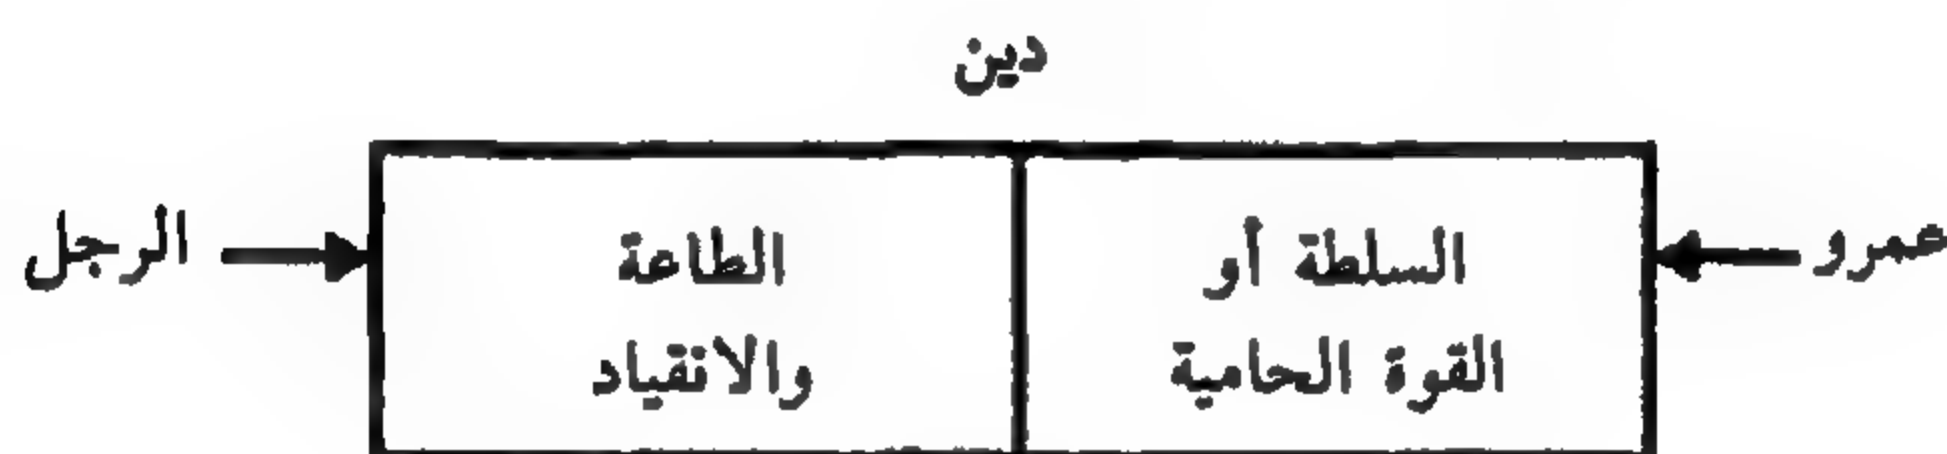 دين
عمرو
السلطة أو
القوة الحامية
الطاعة
والانقياد
الرجل